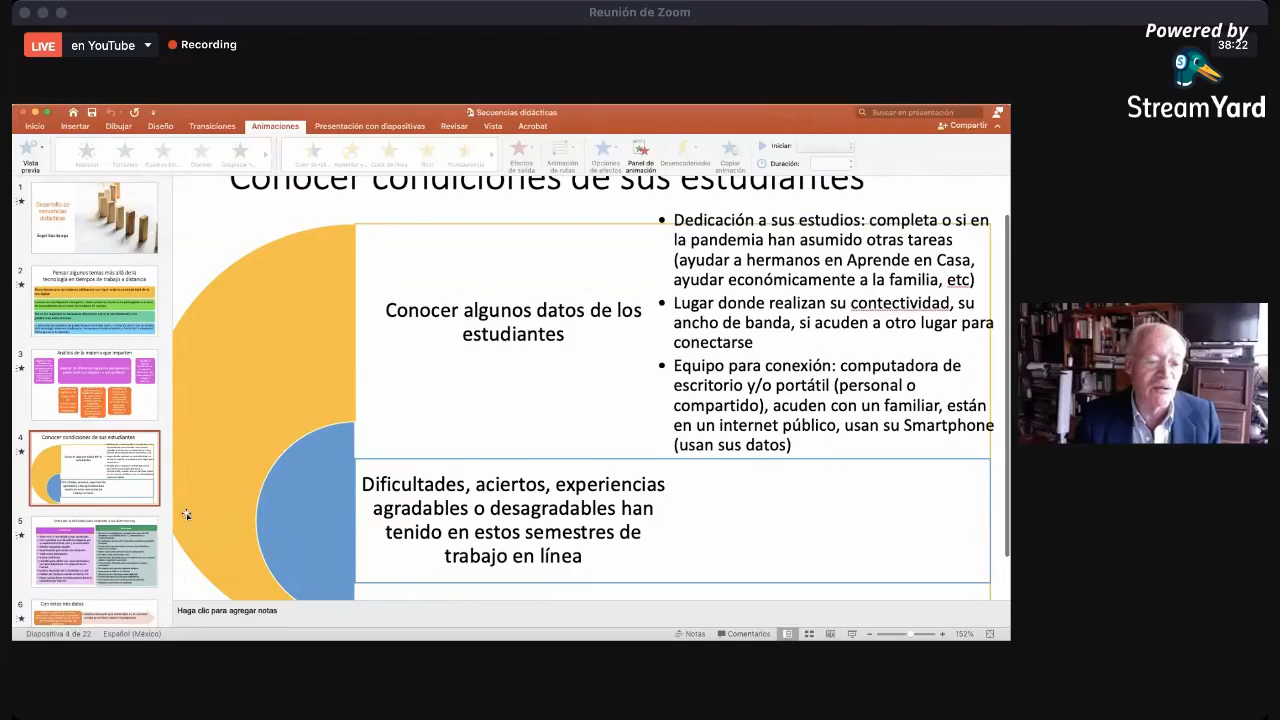 Reunión de Zoom
LIVE en YouTube Recording
Powered by
38:22
StreamYard
Secuencias didácticas
Buscar en presentación
Inicio Insertar Dibujar Diseño Transiciones Animaciones Presentación con diapositivas Revisar Vista Acrobat
Compartir
Vista previa
Efectos de salida
Animación de rutas
Opciones de efectos
Panel de animación
Desencadenador
Copiar animación
Iniciar:
Duración:
1
Desarrollo de
secuencias
didácticas
2
Pensar algunos temas más allá de la
tecnología en tiempos de trabajo a distancia
3
Análisis de la materia que imparten
4
Conocer condiciones de sus estudiantes
5
6
Con estos tres datos
Conocer condiciones de sus estudiantes
Conocer algunos datos de los
estudiantes
• Dedicación a sus estudios: completa o si en
la pandemia han asumido otras tareas
(ayudar a hermanos en Aprende en Casa,
ayudar económicamente a la familia, etc)
• Lugar donde realizan su contectividad, su
ancho de banda, si acuden a otro lugar para
conectarse
• Equipo para conexión: computadora de
escritorio y/o portátil (personal o
compartido), acuden con un familiar, están
en un internet público, usan su Smartphone
(usan sus datos)
Dificultades, aciertos, experiencias
agradables o desagradables han
tenido en estos semestres de
trabajo en línea
Haga clic para agregar notas
Diapositiva 4 de 22 Español (México) Notas Comentarios 152%